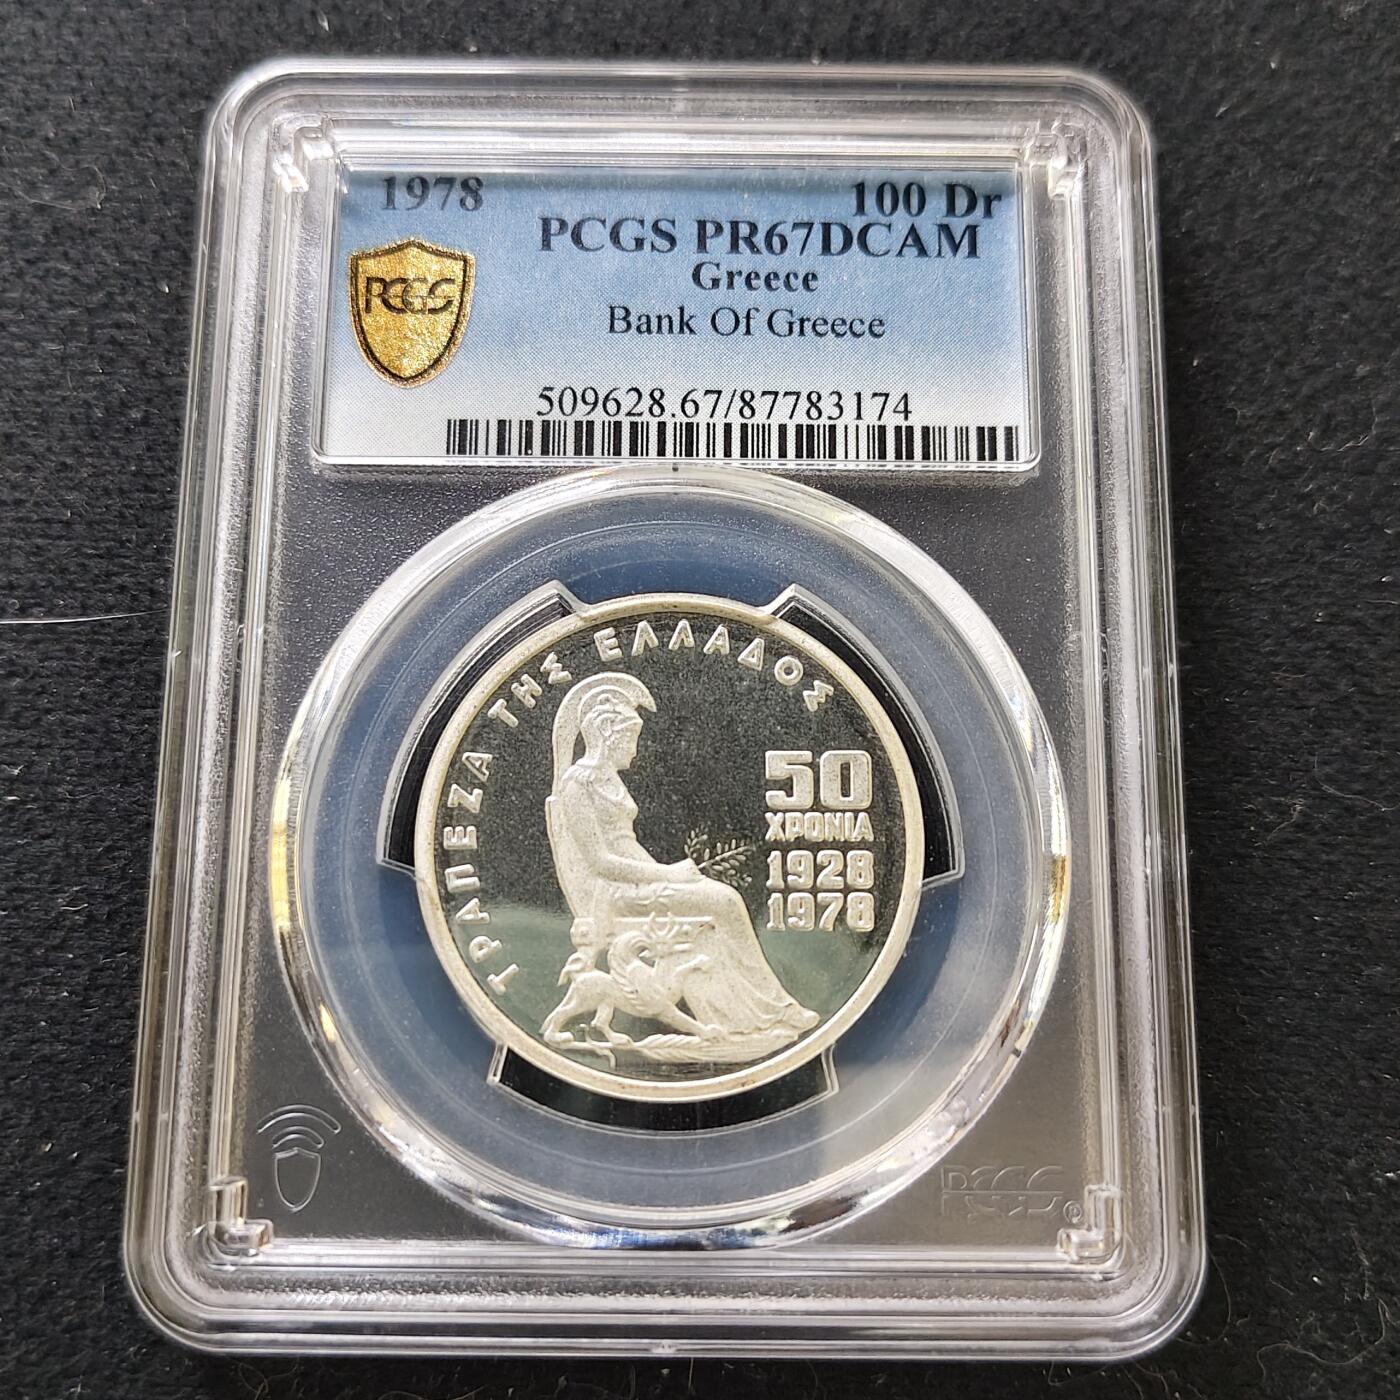 1978 100 Dr
PCGS PR67DCAM
Greece
Bank Of Greece
PCGS
509628.67/87783174
ΤΡΑΠΕΖΑ ΤΗΣ ΕΛΛΑΔΟΣ
50
ΧΡΟΝΙΑ
1928
1978
PCGS